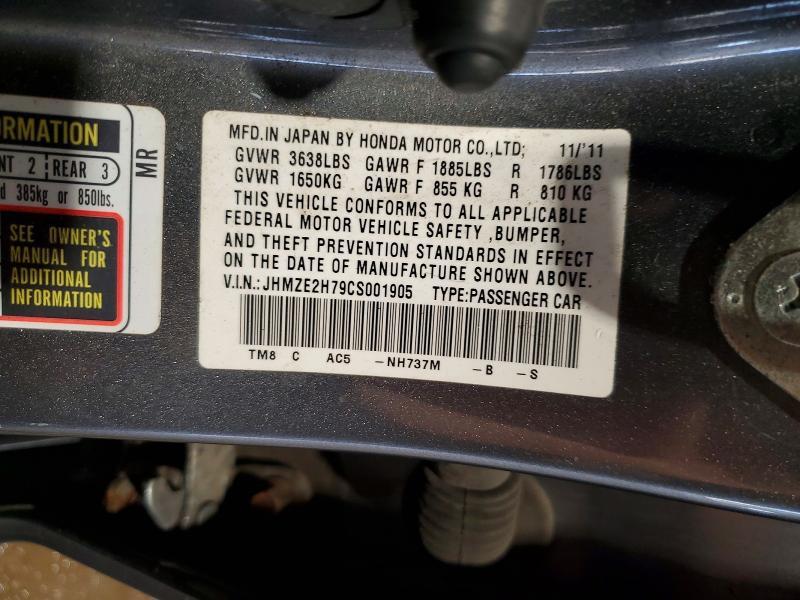 ORMATION
NT 2 REAR 3
d 385kg or 850lbs.
SEE OWNER'S
MANUAL FOR
ADDITIONAL
INFORMATION
MR
MFD.IN JAPAN BY HONDA MOTOR CO.,LTD; 11/'11
GVWR 3638LBS GAWR F 1885LBS R 1786LBS
GVWR 1650KG GAWR F 855 KG R 810 KG
THIS VEHICLE CONFORMS TO ALL APPLICABLE
FEDERAL MOTOR VEHICLE SAFETY ,BUMPER,
AND THEFT PREVENTION STANDARDS IN EFFECT
ON THE DATE OF MANUFACTURE SHOWN ABOVE.
V.I.N.: JHMZE2H79CS001905 TYPE:PASSENGER CAR
TM8 C AC5 -NH737M -B -S